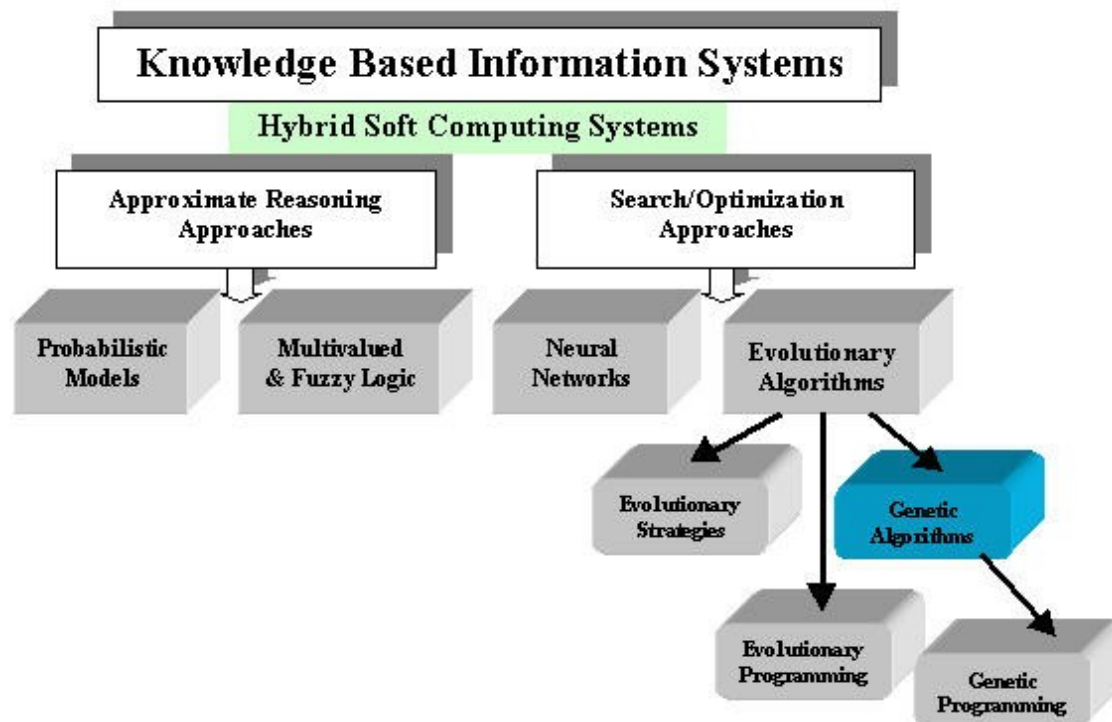 Knowledge Based Information Systems
Hybrid Soft Computing Systems
Approximate Reasoning
Approaches
Search/Optimization
Approaches
Probabilistic
Models
Multivalued
& Fuzzy Logic
Neural
Networks
Evolutionary
Algorithms
Evolutionary
Strategies
Genetic
Algorithms
Evolutionary
Programming
Genetic
Programming